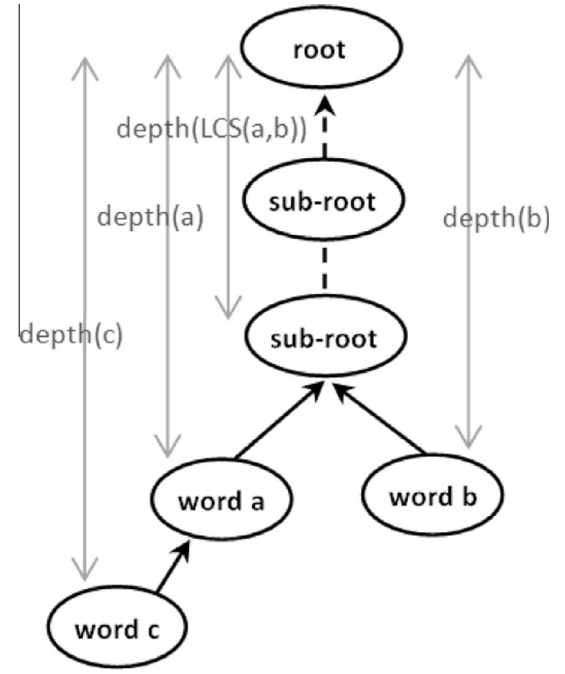 root
depth(LCS(a,b))
sub-root
depth(a)
depth(b)
depth(c)
sub-root
word a
word b
word c